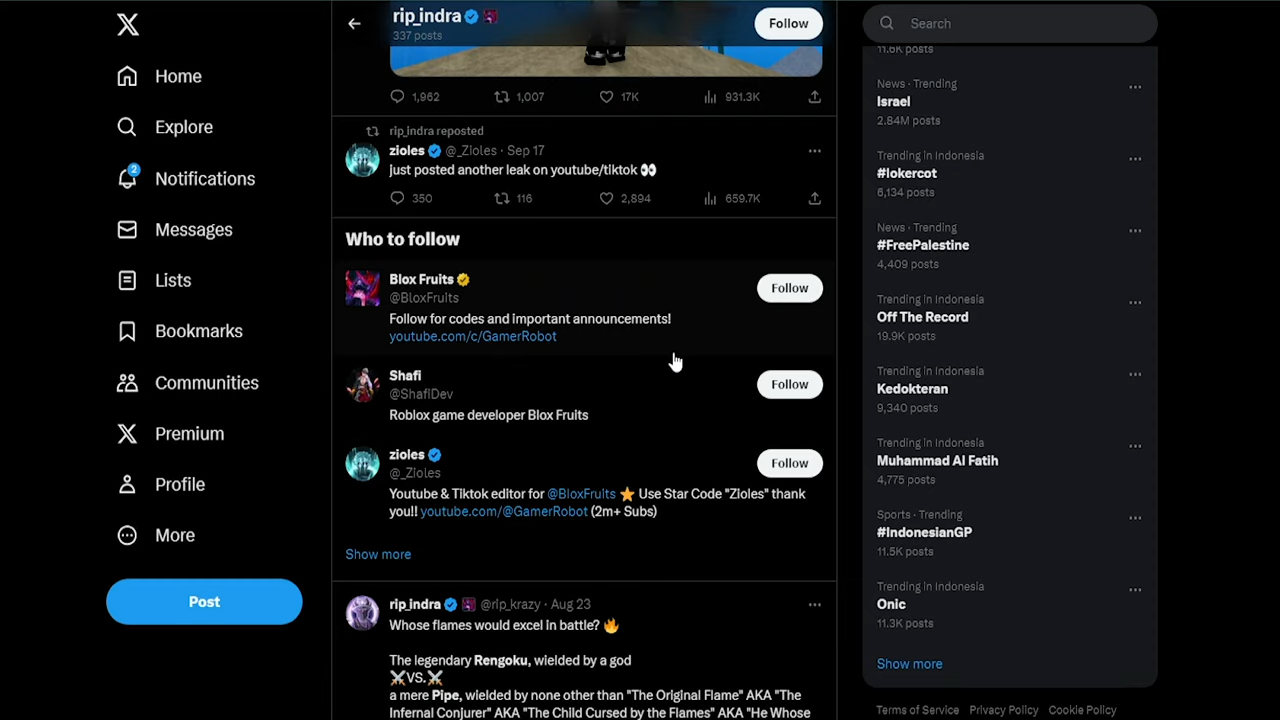 Home
Explore
2
Notifications
Messages
Lists
Bookmarks
Communities
Premium
Profile
More
Post
rip_indra
337 posts
Follow
1,962 1,007 17K 931.3K
rip_indra reposted
zioles @_Zioles · Sep 17
just posted another leak on youtube/tiktok 👀
350 116 2,894 659.7K
Who to follow
Blox Fruits
@BloxFruits
Follow
Follow for codes and important announcements!
youtube.com/c/GamerRobot
Shafi
@ShafiDev
Follow
Roblox game developer Blox Fruits
zioles
@_Zioles
Follow
Youtube & Tiktok editor for @BloxFruits ⭐ Use Star Code "Zioles" thank
you!! youtube.com/@GamerRobot (2m+ Subs)
Show more
rip_indra @rip_krazy · Aug 23
Whose flames would excel in battle? 🔥
The legendary Rengoku, wielded by a god
⚔VS.⚔
a mere Pipe, wielded by none other than "The Original Flame" AKA "The
Infernal Conjurer" AKA "The Child Cursed by the Flames" AKA "He Whose
Search
11.6K posts
News · Trending
Israel
2.84M posts
Trending in Indonesia
#lokercot
6,134 posts
News · Trending
#FreePalestine
4,409 posts
Trending in Indonesia
Off The Record
19.9K posts
Trending in Indonesia
Kedokteran
9,340 posts
Trending in Indonesia
Muhammad Al Fatih
4,775 posts
Sports · Trending
#IndonesianGP
11.5K posts
Trending in Indonesia
Onic
11.3K posts
Show more
Terms of Service Privacy Policy Cookie Policy